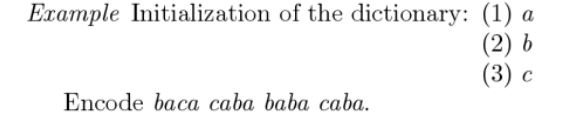 Example Initialization of the dictionary: (1) a
(2) b
(3) c
Encode baca caba baba caba.